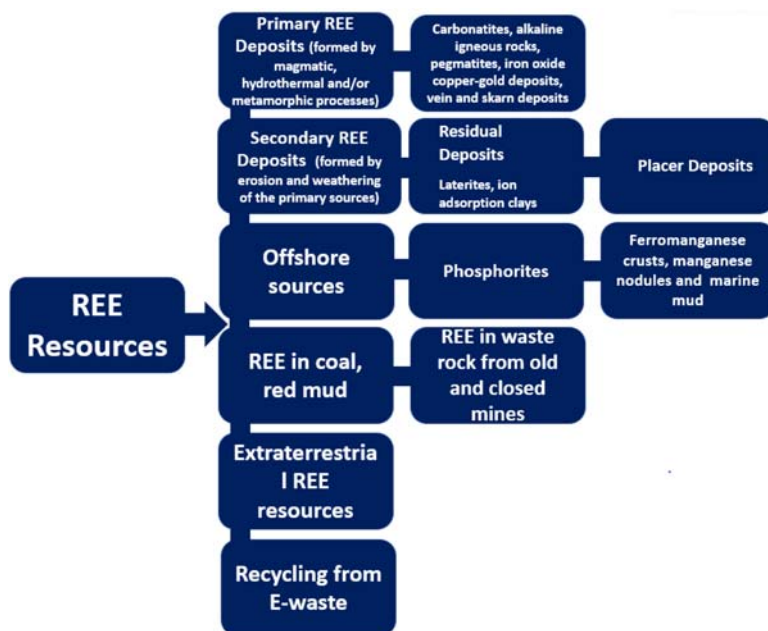 Primary REE
Deposits (formed by
magmatic,
hydrothermal and/or
metamorphic processes)
Carbonatites, alkaline
igneous rocks,
pegmatites, iron oxide
copper-gold deposits,
vein and skarn deposits
Secondary REE
Deposits (formed by
erosion and weathering
of the primary sources)
Residual
Deposits
Laterites, ion
adsorption clays
Placer Deposits
Offshore
sources
Phosphorites
Ferromanganese
crusts, manganese
nodules and marine
mud
REE
Resources
REE in coal,
red mud
REE in waste
rock from old
and closed
mines
Extraterrestria
l REE
resources
Recycling from
E-waste